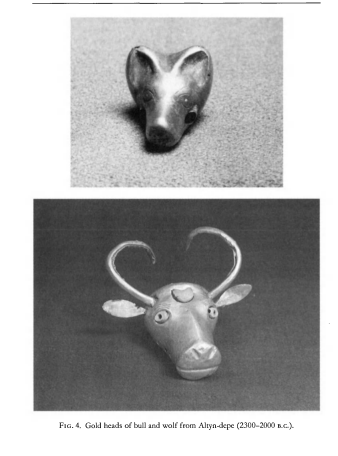 FIG. 4. Gold heads of bull and wolf from Altyn-depe (2300–2000 B.C.).